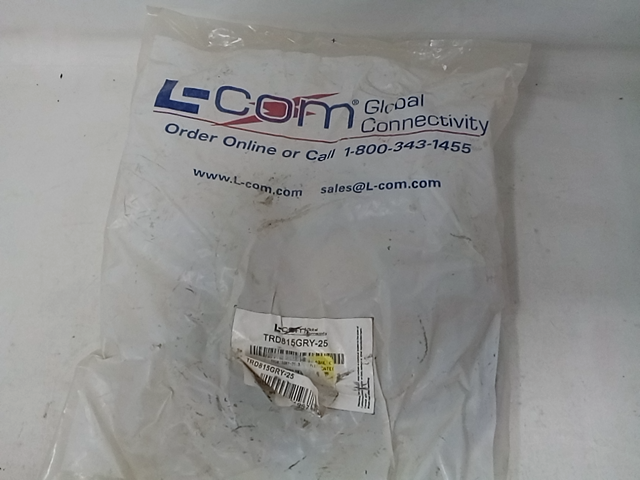 L-com® Global Connectivity
Order Online or Call 1-800-343-1455
www.L-com.com sales@L-com.com
L-com
TRD815GRY-25
TRD815GRY-25